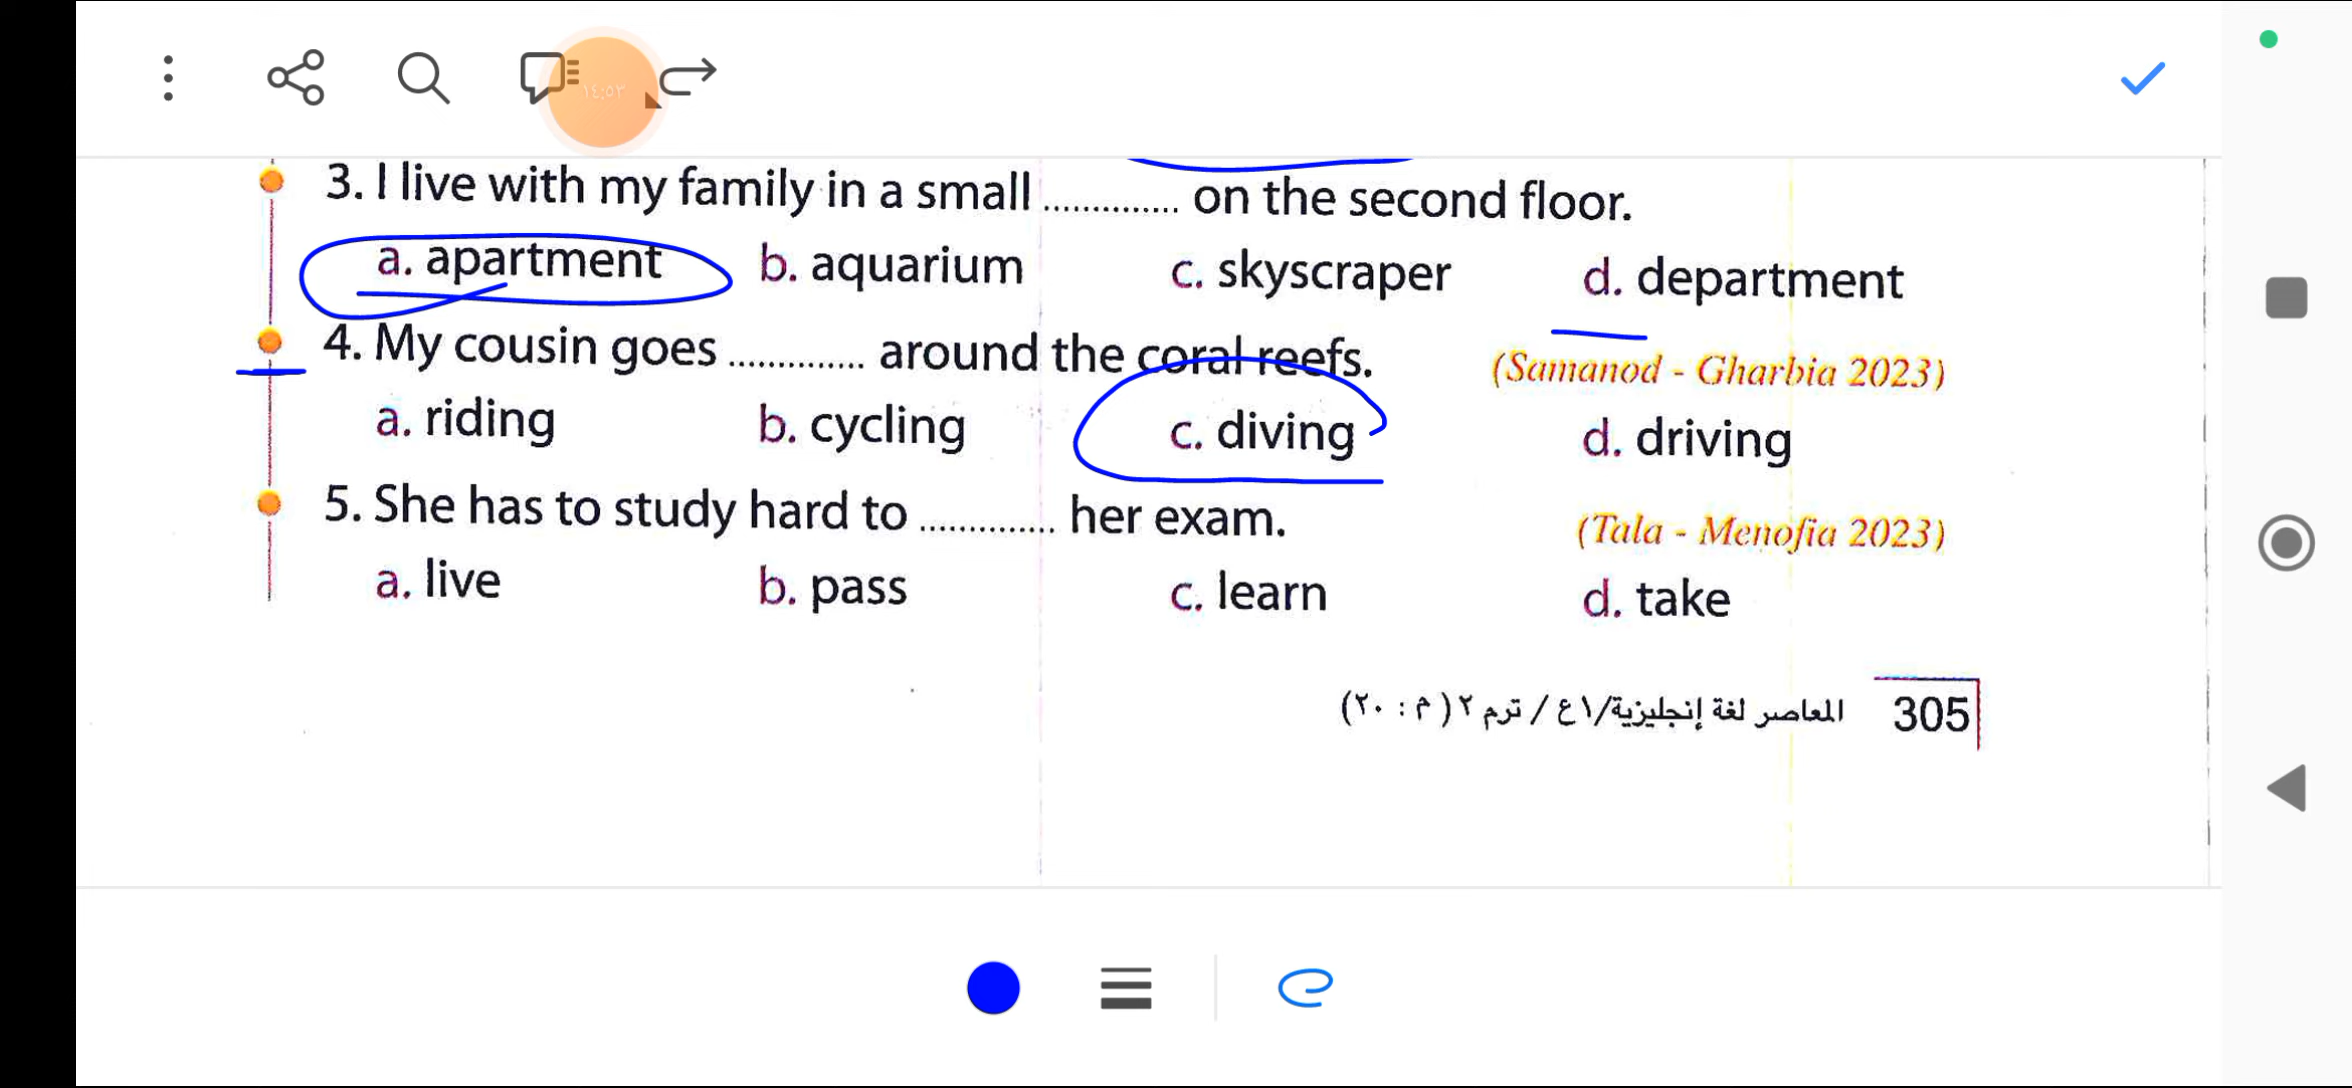 ١٤:٥٣
3. I live with my family in a small .............. on the second floor.
a. apartment b. aquarium c. skyscraper d. department
4. My cousin goes .............. around the coral reefs. (Samanod - Gharbia 2023)
a. riding b. cycling c. diving d. driving
5. She has to study hard to .............. her exam. (Tala - Menofia 2023)
a. live b. pass c. learn d. take
المعاصر لغة إنجليزية/١ع / ترم ٢ (م : ٢٠) 305